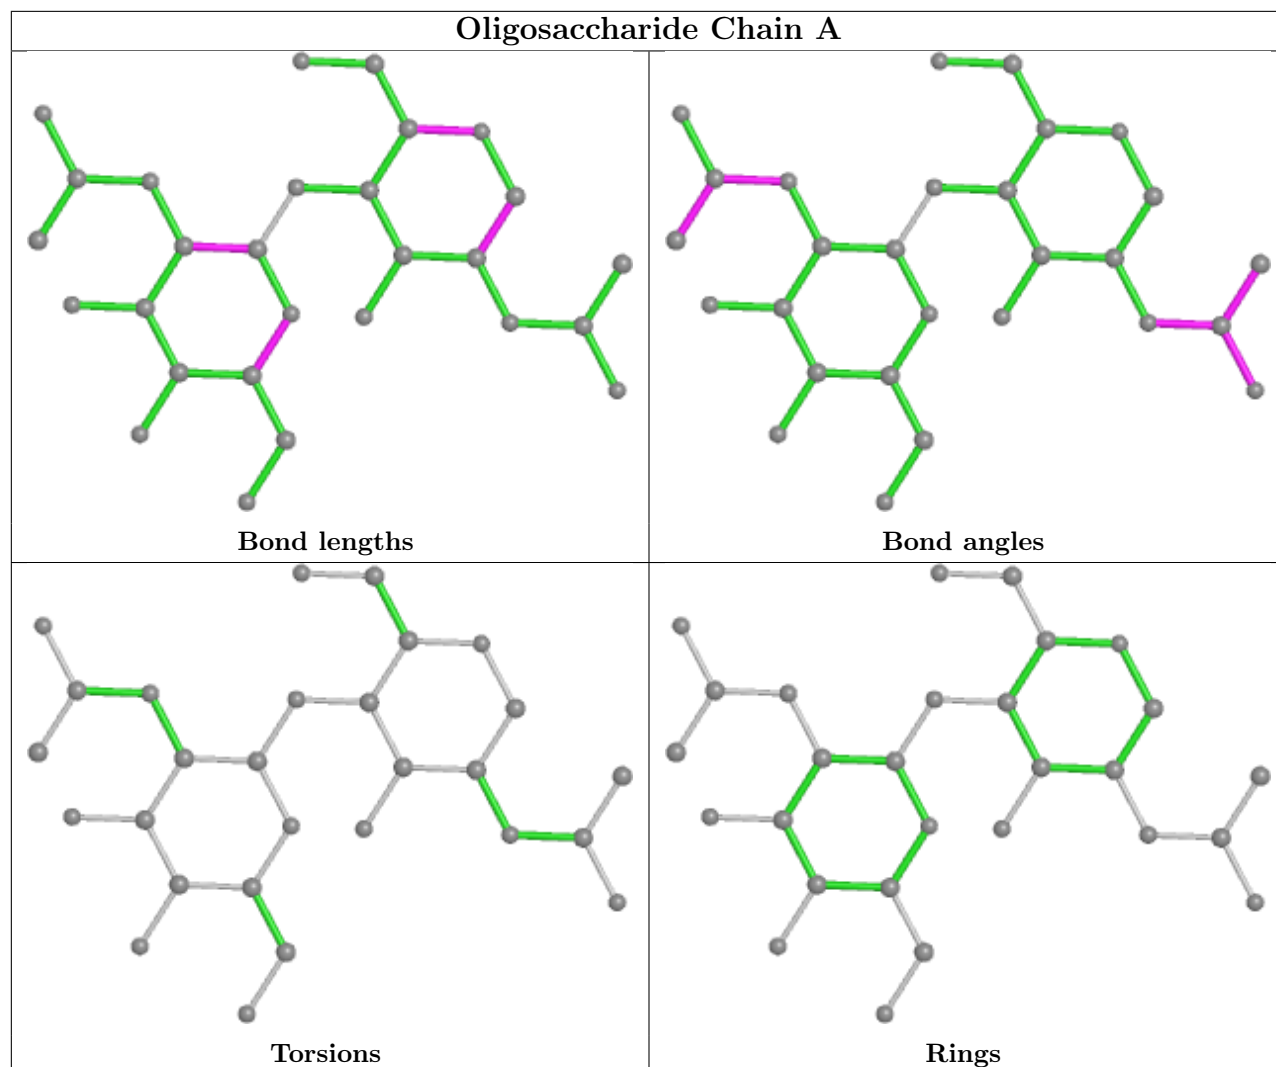 Oligosaccharide Chain A
Bond lengths
Bond angles
Torsions
Rings